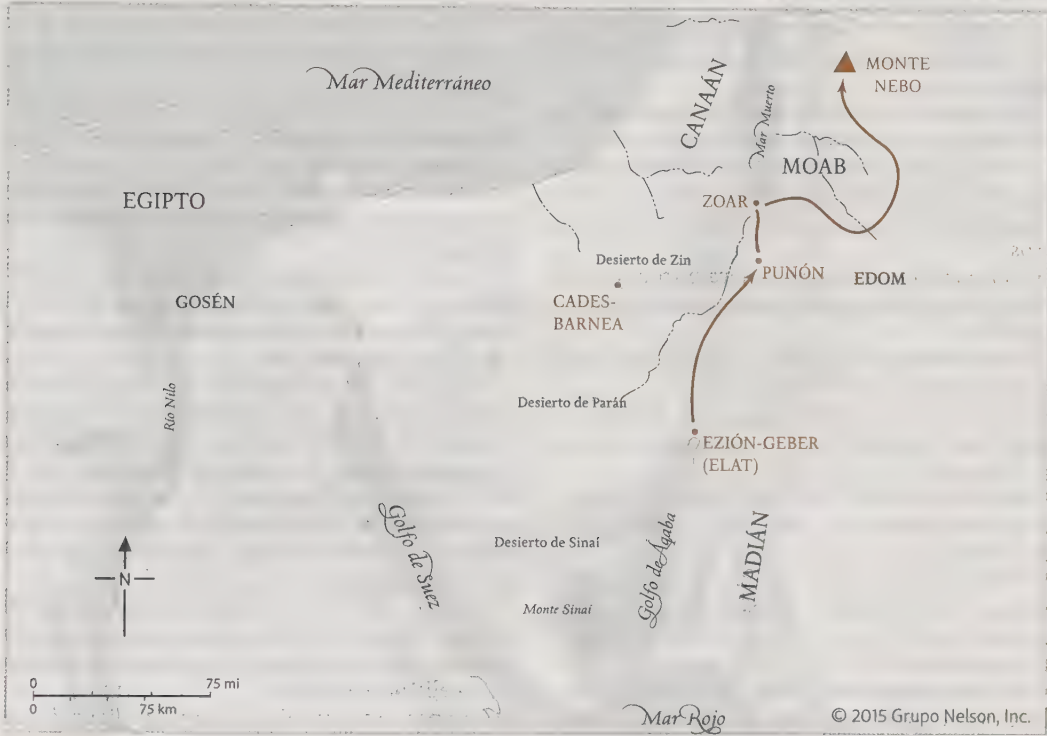 Mar Mediterráneo
MONTE
NEBO
CANAÁN
Mar Muerto
MOAB
EGIPTO
ZOAR
Desierto de Zin
PUNÓN
EDOM
GOSÉN
CADES-
BARNEA
Río Nilo
Desierto de Parán
EZIÓN-GEBER
(ELAT)
Golfo de Suez
Desierto de Sinaí
Golfo de Áqaba
MADIÁN
N
Monte Sinaí
0 75 mi
0 75 km
Mar Rojo
© 2015 Grupo Nelson, Inc.